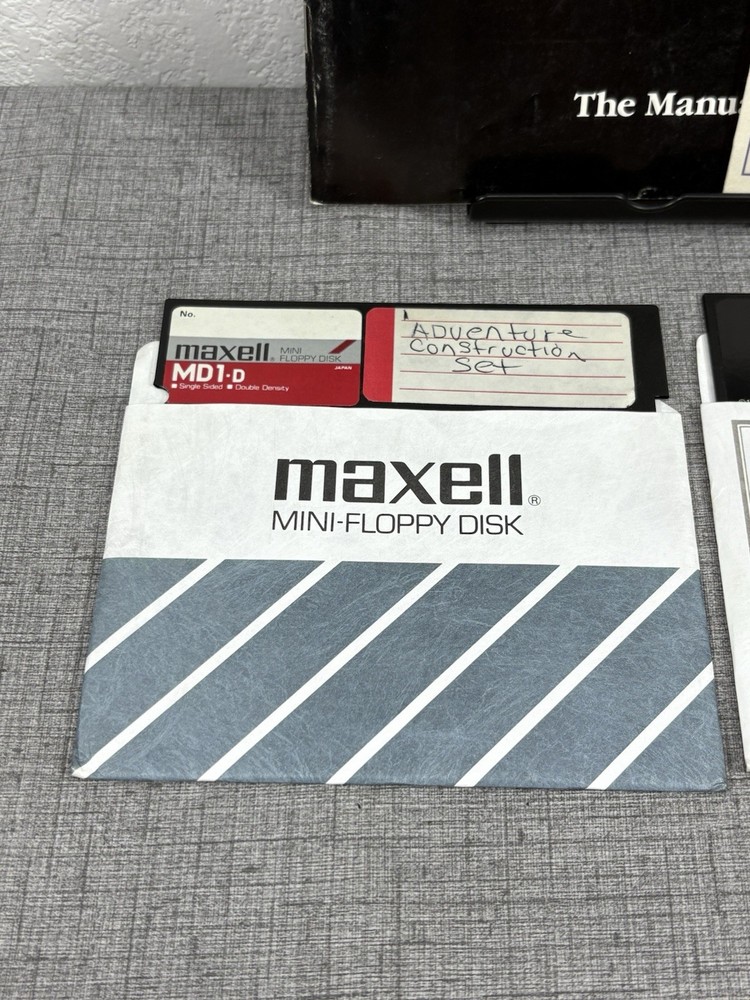 The Manu
No.
maxell® MINI FLOPPY DISK
JAPAN
MD1·D
■ Single Sided ■ Double Density
ADventure
Construction
Set
maxell®
MINI-FLOPPY DISK